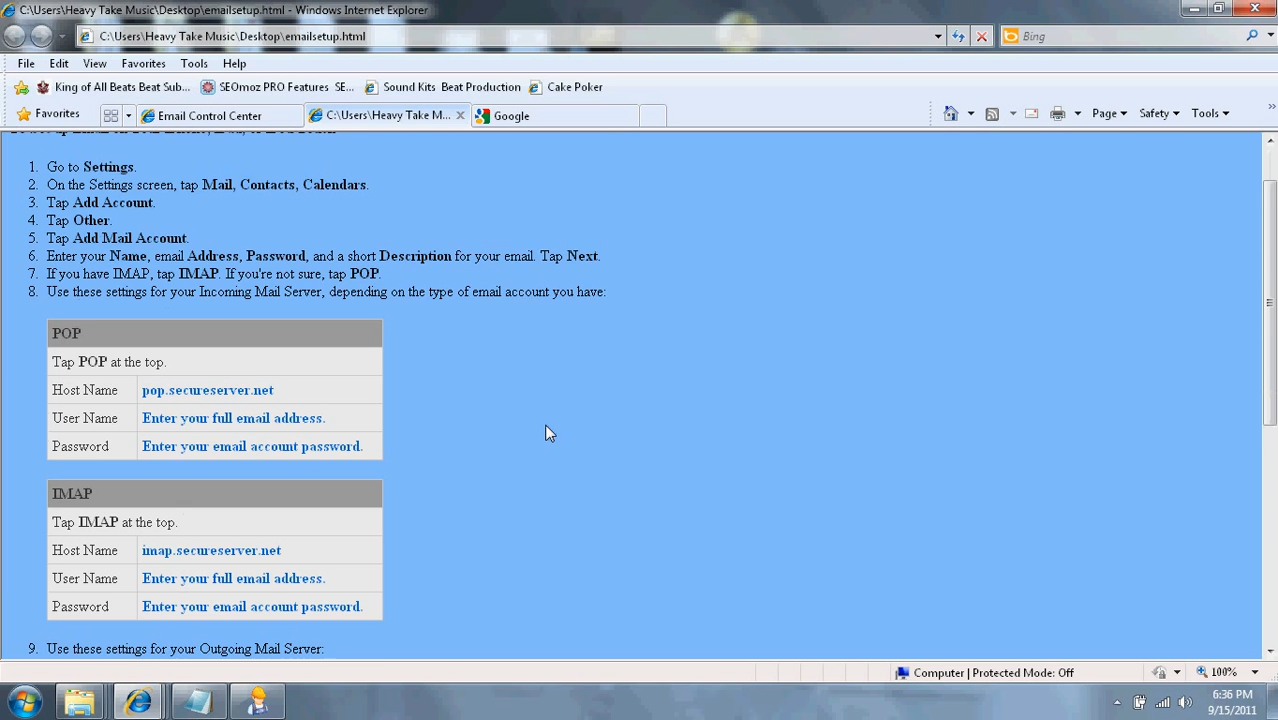 C:\Users\Heavy Take Music\Desktop\emailsetup.html - Windows Internet Explorer
C:\Users\Heavy Take Music\Desktop\emailsetup.html
Bing
File Edit View Favorites Tools Help
King of All Beats Beat Sub... SEOmoz PRO Features SE... Sound Kits Beat Production Cake Poker
Favorites Email Control Center C:\Users\Heavy Take M... Google Page Safety Tools
1. Go to Settings.
2. On the Settings screen, tap Mail, Contacts, Calendars.
3. Tap Add Account.
4. Tap Other.
5. Tap Add Mail Account.
6. Enter your Name, email Address, Password, and a short Description for your email. Tap Next.
7. If you have IMAP, tap IMAP. If you're not sure, tap POP.
8. Use these settings for your Incoming Mail Server, depending on the type of email account you have:
POP
Tap POP at the top.
Host Name pop.secureserver.net
User Name Enter your full email address.
Password Enter your email account password.
IMAP
Tap IMAP at the top.
Host Name imap.secureserver.net
User Name Enter your full email address.
Password Enter your email account password.
9. Use these settings for your Outgoing Mail Server:
Computer | Protected Mode: Off
100%
6:36 PM
9/15/2011